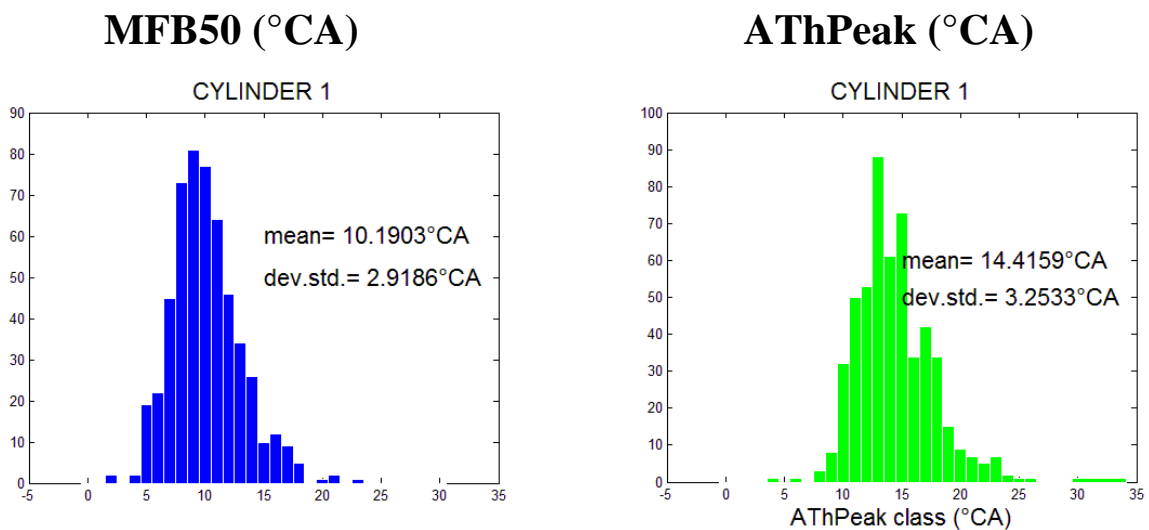 MFB50 (°CA)
CYLINDER 1
90
80
70
60
50
40
30
20
10
0
mean= 10.1903°CA
dev.std.= 2.9186°CA
-5 0 5 10 15 20 25 30 35
AThPeak (°CA)
CYLINDER 1
100
90
80
70
60
50
40
30
20
10
0
mean= 14.4159°CA
dev.std.= 3.2533°CA
-5 0 5 10 15 20 25 30 35
AThPeak class (°CA)